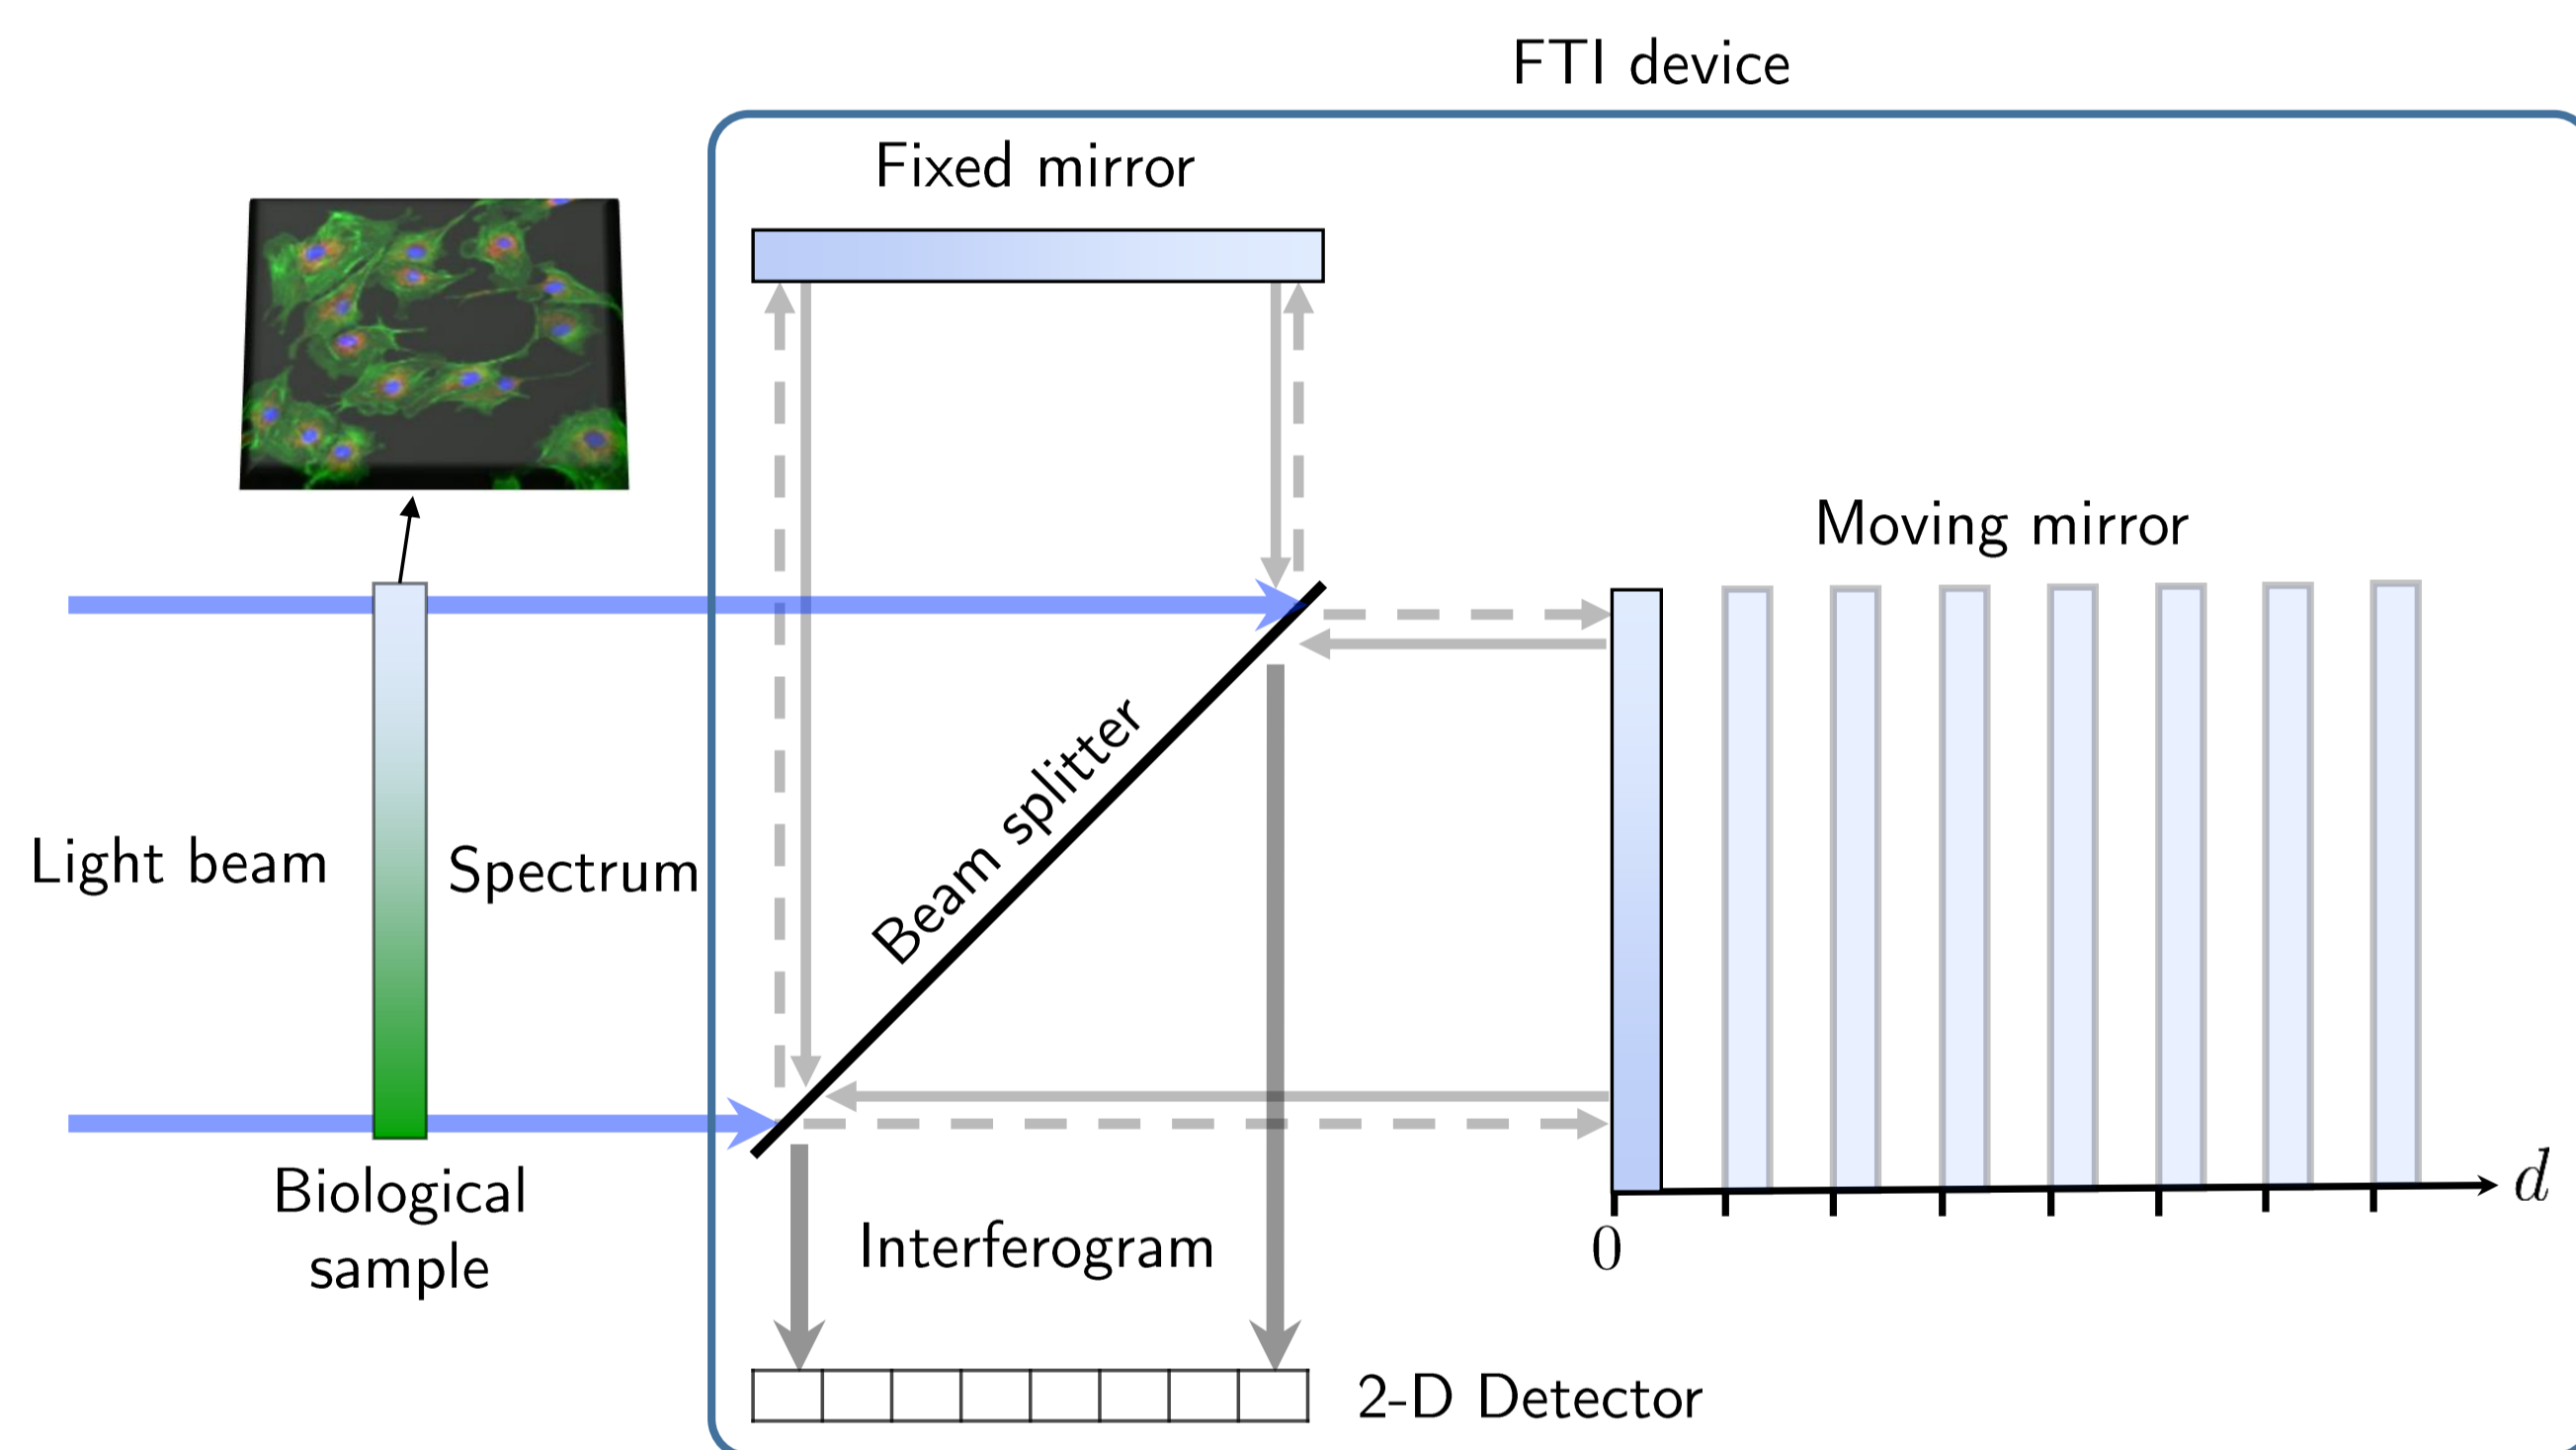 FTI device
Fixed mirror
Moving mirror
Beam splitter
Light beam
Spectrum
Biological
sample
Interferogram
0
d
2-D Detector